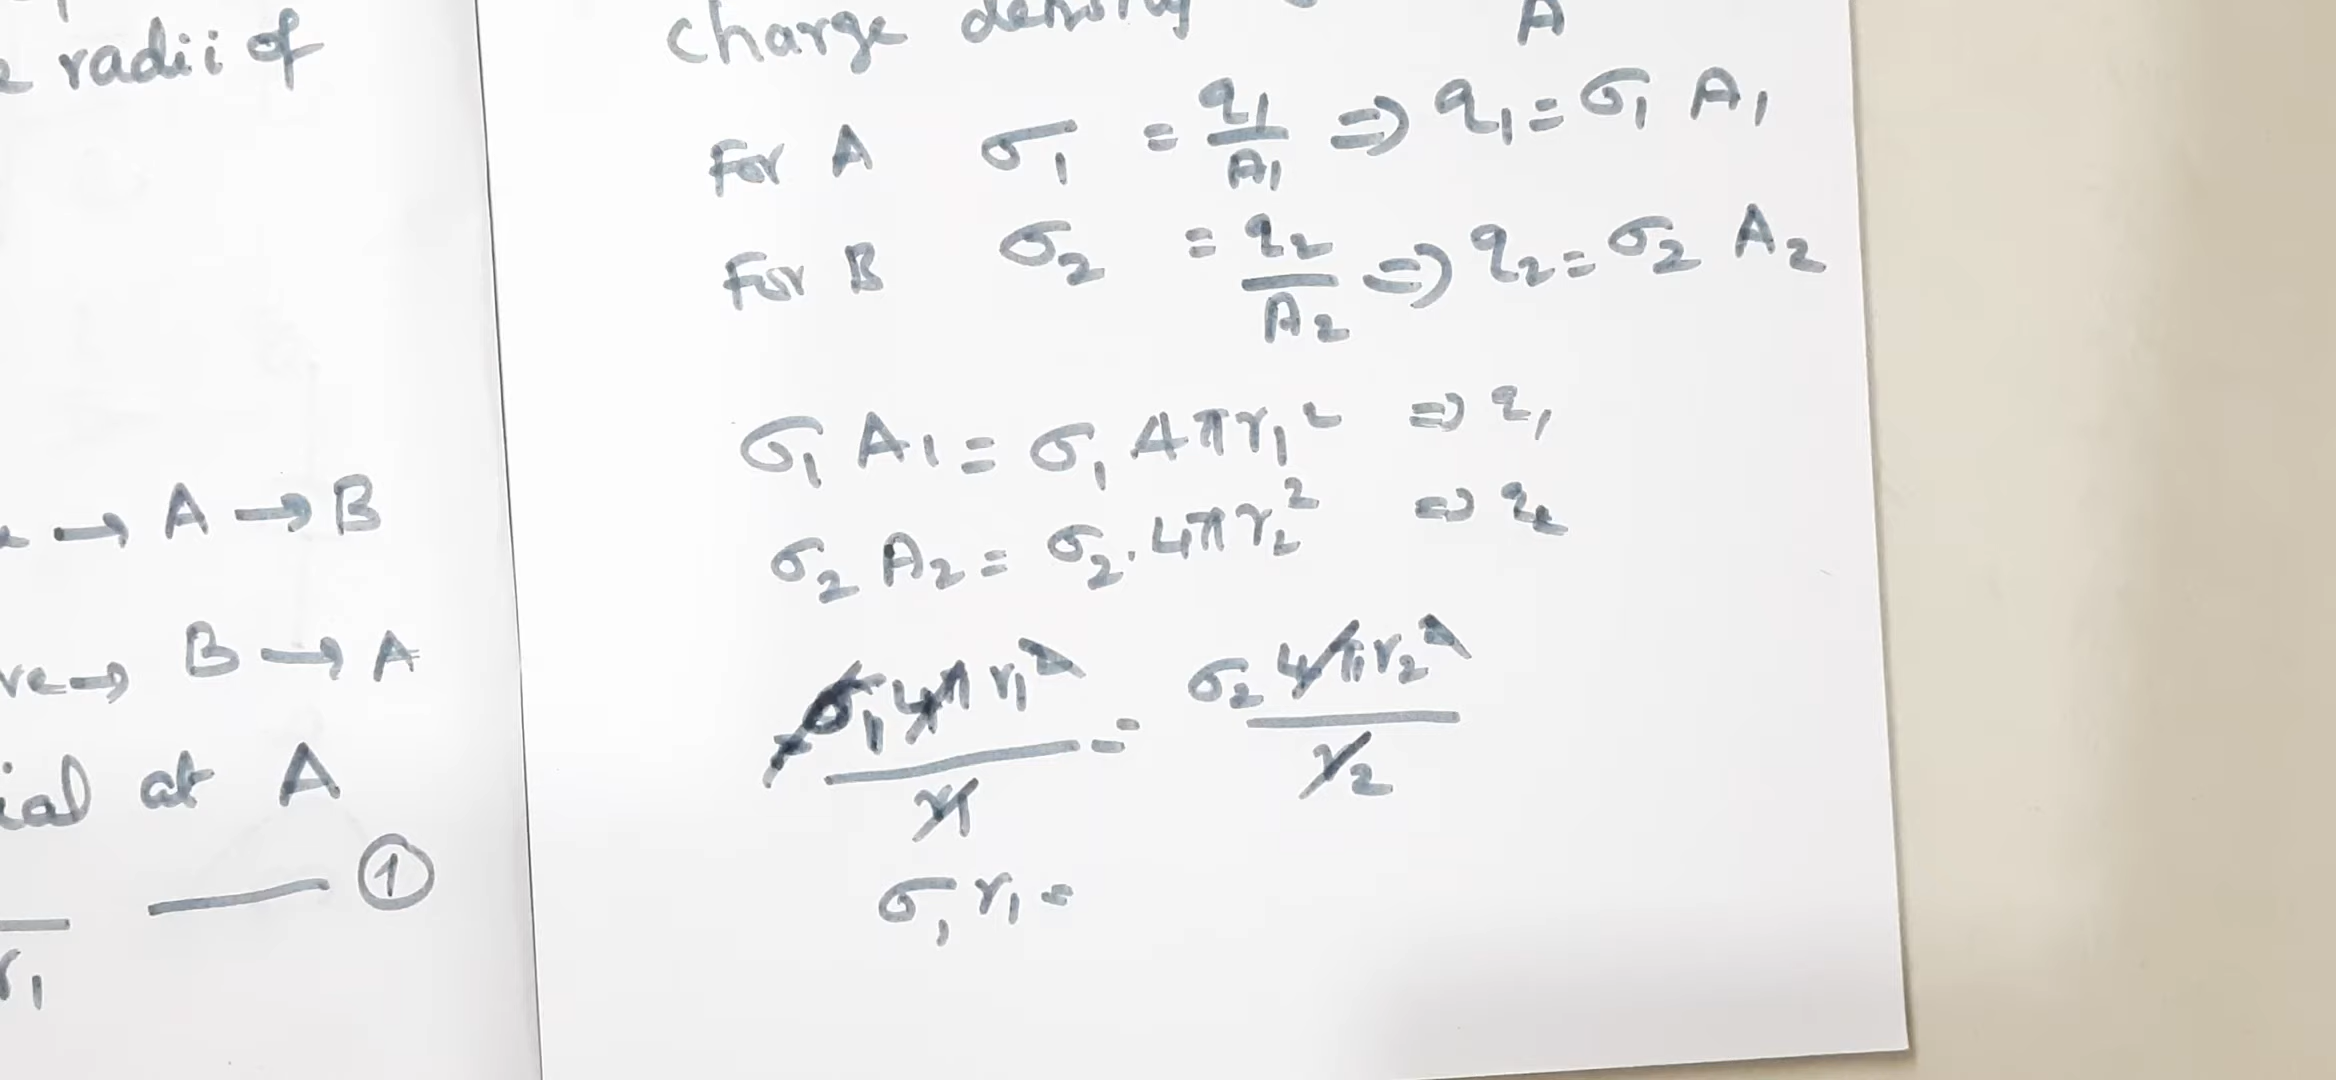 radii of
→ A → B
ve→ B → A
ial at A
—— ①
r₁
charge density
A
For A σ₁ = q₁/A₁ ⇒ q₁ = σ₁ A₁
For B σ₂ = q₂/A₂ ⇒ q₂ = σ₂ A₂
σ₁ A₁ = σ₁ 4πr₁² ⇒ q₁
σ₂ A₂ = σ₂ . 4πr₂² ⇒ q₂
σ₁ 4π r₁² / r₁ = σ₂ 4π r₂² / r₂
σ₁ r₁ =